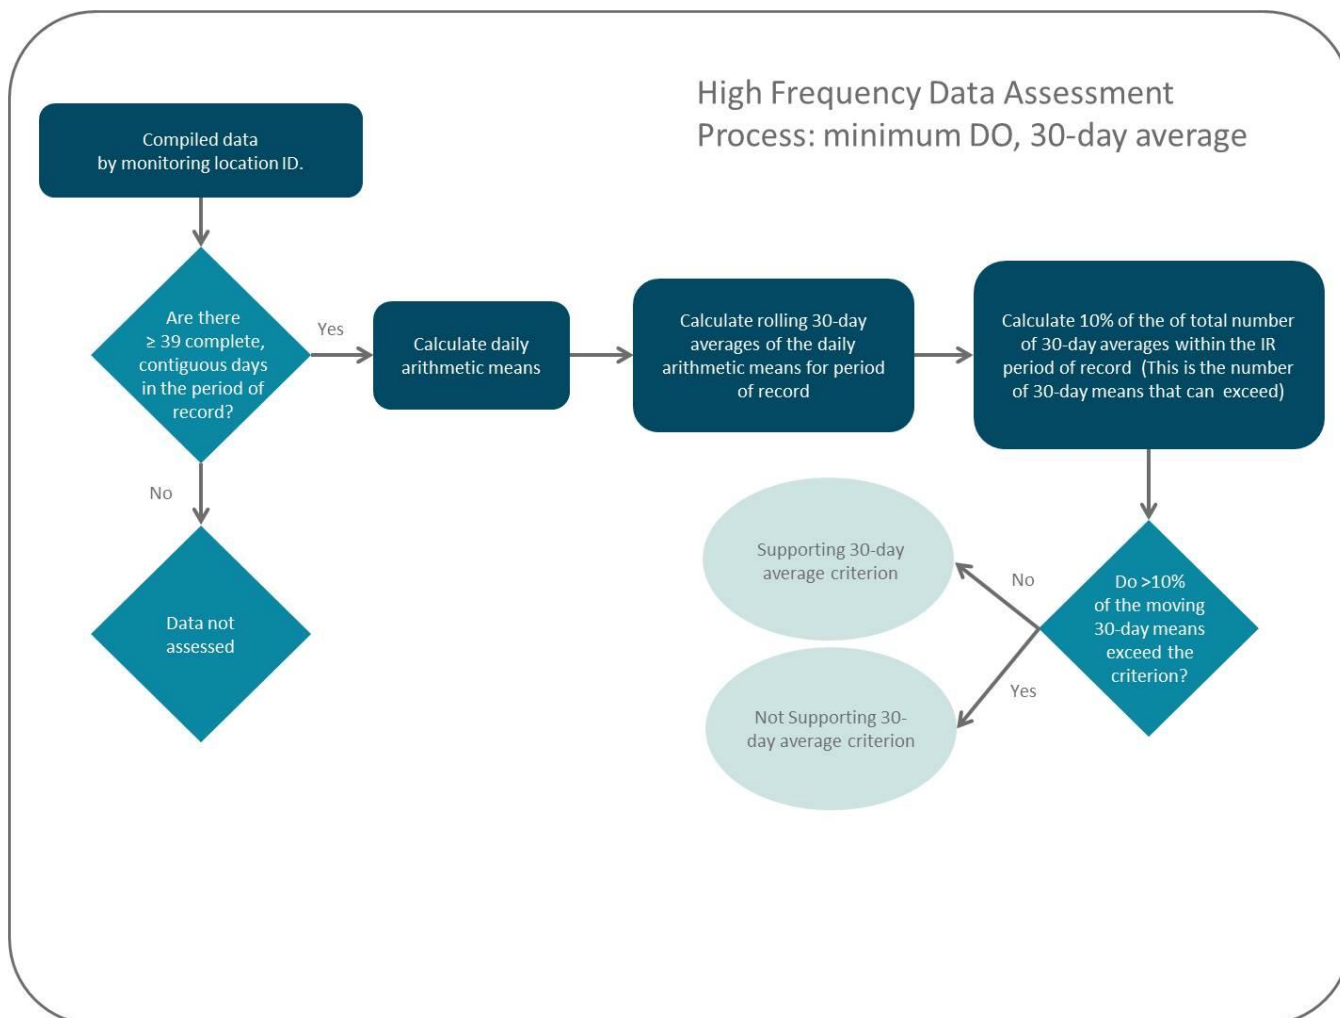 High Frequency Data Assessment
Process: minimum DO, 30-day average
Compiled data
by monitoring location ID.
Are there
≥ 39 complete,
contiguous days
in the period of
record?
Yes
Calculate daily
arithmetic means
Calculate rolling 30-day
averages of the daily
arithmetic means for period
of record
Calculate 10% of the of total number
of 30-day averages within the IR
period of record (This is the number
of 30-day means that can exceed)
No
Data not
assessed
Do >10%
of the moving
30-day means
exceed the
criterion?
No
Supporting 30-day
average criterion
Yes
Not Supporting 30-
day average criterion